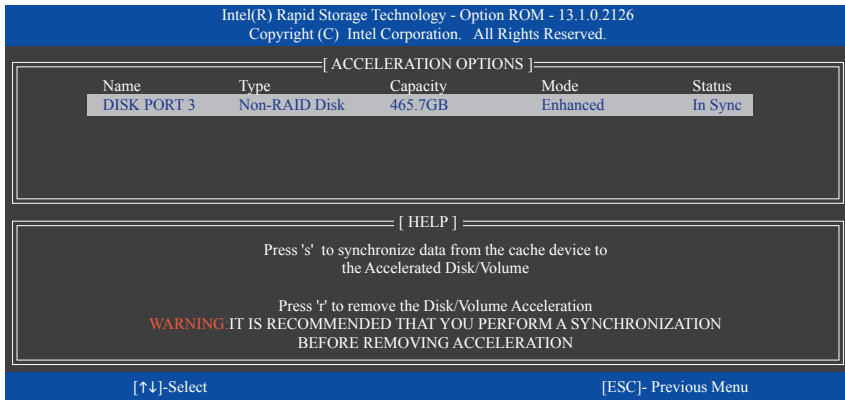 Intel(R) Rapid Storage Technology - Option ROM - 13.1.0.2126
Copyright (C) Intel Corporation. All Rights Reserved.
[ ACCELERATION OPTIONS ]
Name Type Capacity Mode Status
DISK PORT 3 Non-RAID Disk 465.7GB Enhanced In Sync
[ HELP ]
Press 's' to synchronize data from the cache device to
the Accelerated Disk/Volume
Press 'r' to remove the Disk/Volume Acceleration
WARNING:IT IS RECOMMENDED THAT YOU PERFORM A SYNCHRONIZATION
BEFORE REMOVING ACCELERATION
[↑↓]-Select [ESC]- Previous Menu